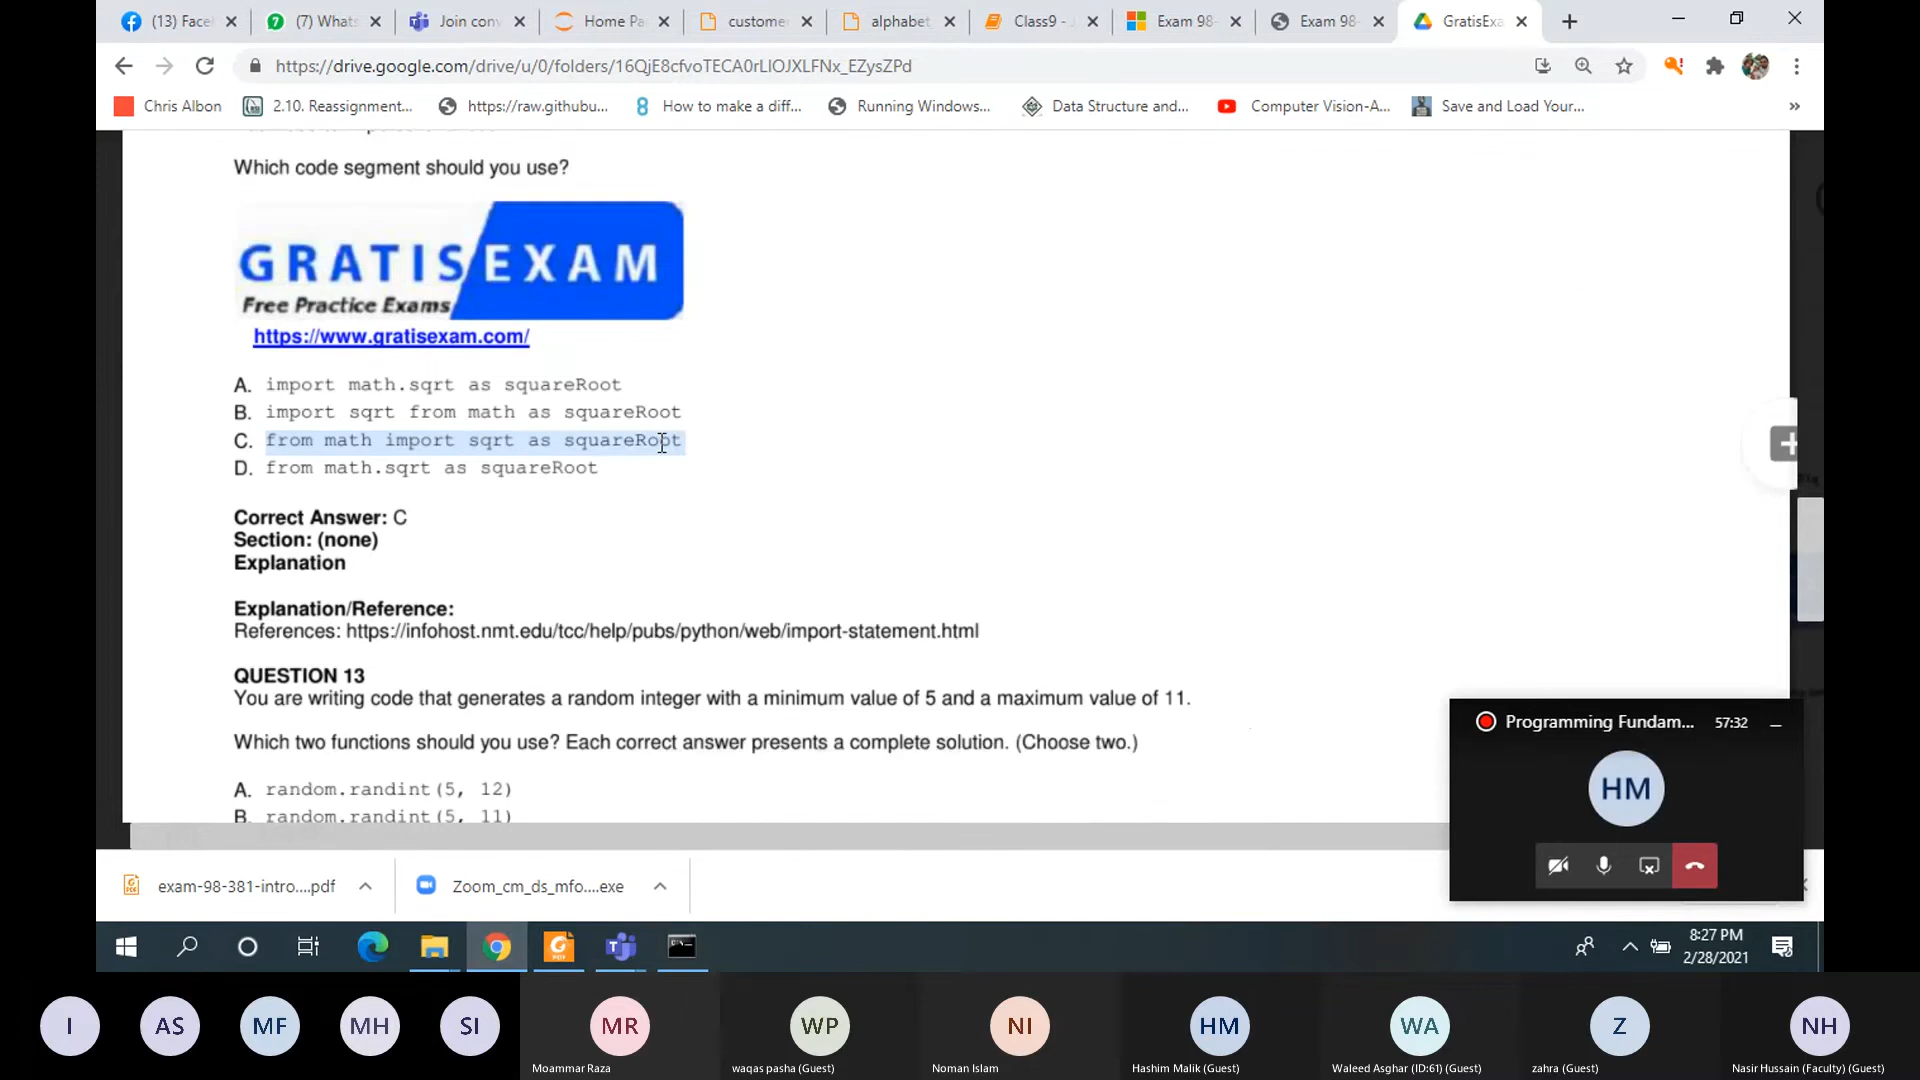 (13) Face
(7) Whats
Join conv
Home Pa
custome
alphabet
Class9 - J
Exam 98-
Exam 98-
GratisExa
https://drive.google.com/drive/u/0/folders/16QjE8cfvoTECA0rLIOJXLFNx_EZysZPd
Chris Albon
2.10. Reassignment...
https://raw.githubu...
How to make a diff...
Running Windows...
Data Structure and...
Computer Vision-A...
Save and Load Your...
»
Which code segment should you use?
GRATISEXAM
Free Practice Exams
https://www.gratisexam.com/
A. import math.sqrt as squareRoot
B. import sqrt from math as squareRoot
C. from math import sqrt as squareRoot
D. from math.sqrt as squareRoot
Correct Answer: C
Section: (none)
Explanation
Explanation/Reference:
References: https://infohost.nmt.edu/tcc/help/pubs/python/web/import-statement.html
QUESTION 13
You are writing code that generates a random integer with a minimum value of 5 and a maximum value of 11.
Which two functions should you use? Each correct answer presents a complete solution. (Choose two.)
A. random.randint(5, 12)
B. random.randint(5, 11)
Programming Fundam... 57:32
HM
exam-98-381-intro....pdf
Zoom_cm_ds_mfo....exe
8:27 PM
2/28/2021
I
AS
MF
MH
SI
MR
WP
NI
HM
WA
Z
NH
Moammar Raza
waqas pasha (Guest)
Noman Islam
Hashim Malik (Guest)
Waleed Asghar (ID:61) (Guest)
zahra (Guest)
Nasir Hussain (Faculty) (Guest)